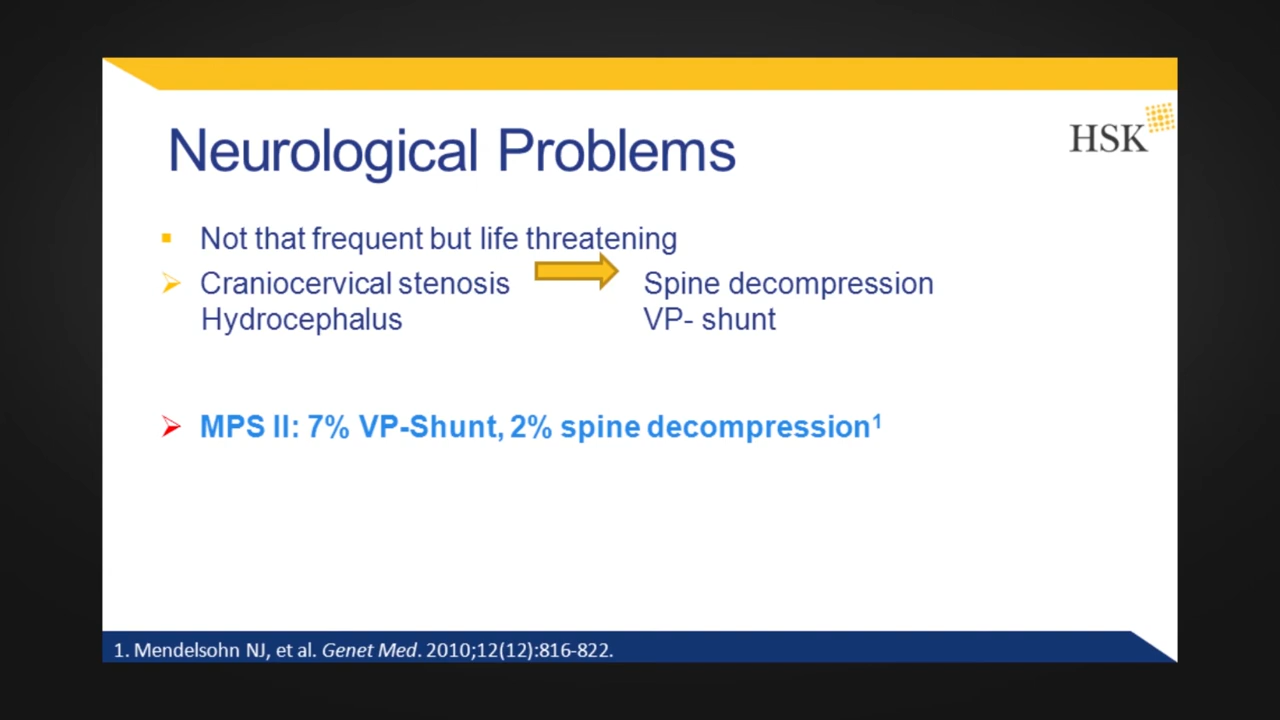 Neurological Problems
HSK
Not that frequent but life threatening
Craniocervical stenosis Spine decompression
Hydrocephalus VP- shunt
MPS II: 7% VP-Shunt, 2% spine decompression¹
1. Mendelsohn NJ, et al. Genet Med. 2010;12(12):816-822.